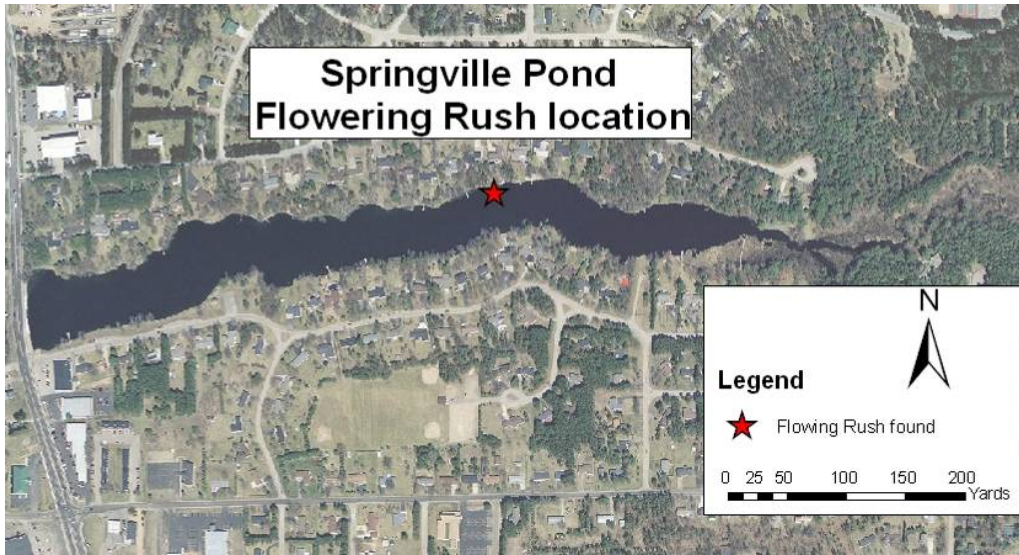 Springville Pond
Flowering Rush location
N
Legend
Flowing Rush found
0 25 50 100 150 200
Yards